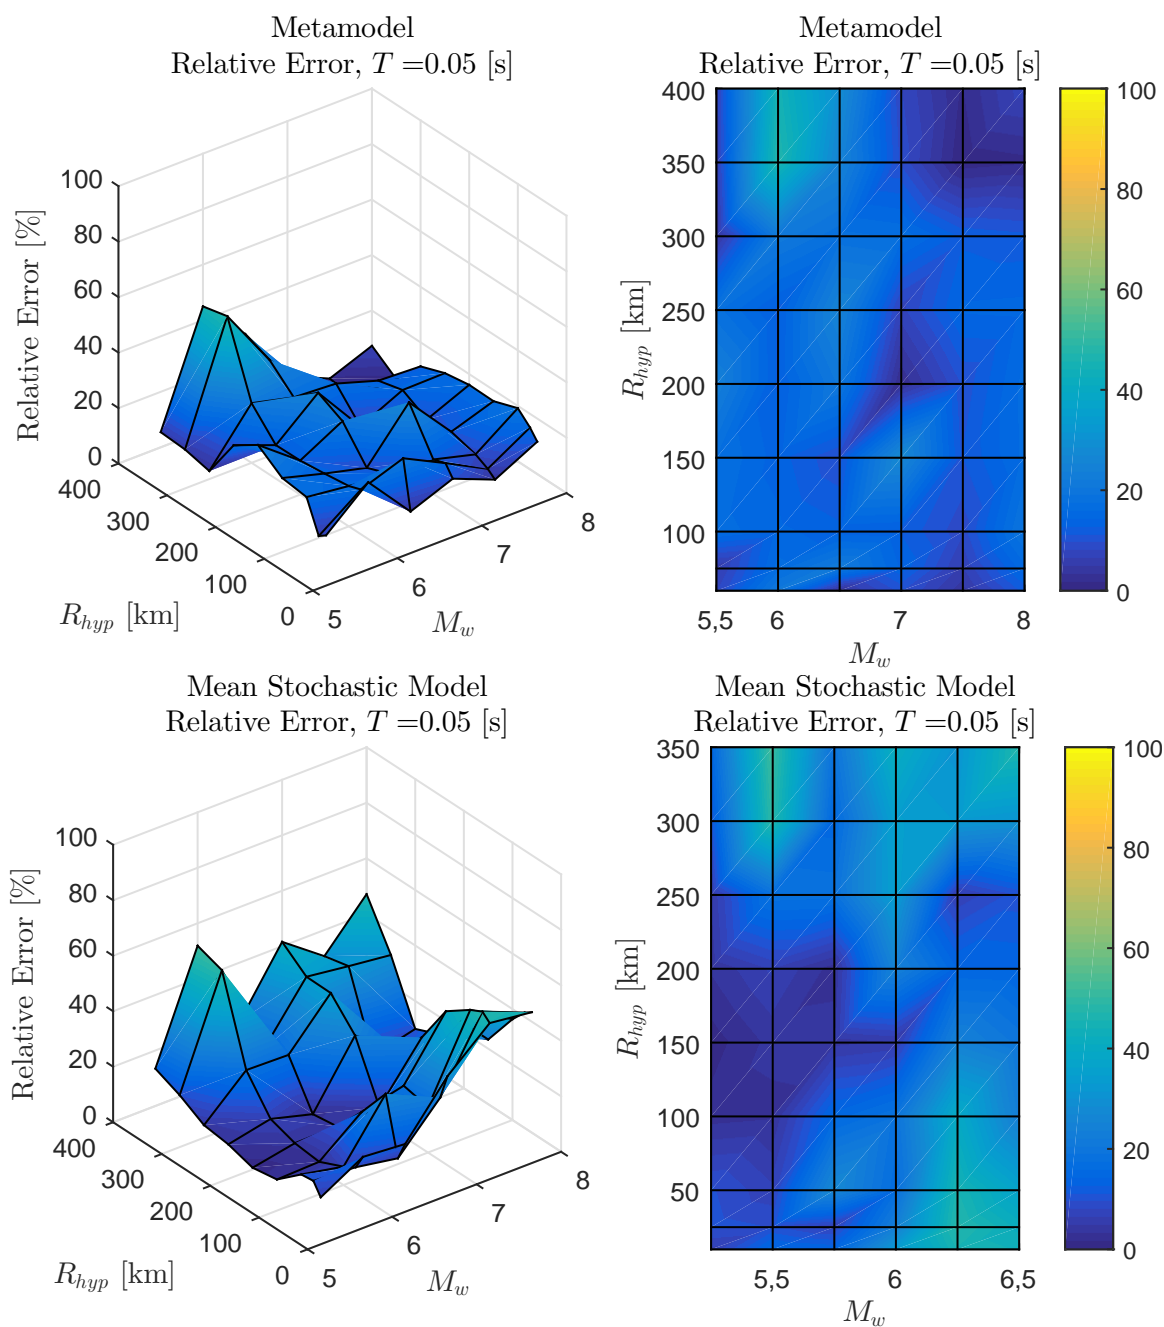 Metamodel
Relative Error, T =0.05 [s]
100
80
60
40
20
0
Relative Error [%]
400
300
200
100
0
R_hyp [km]
5
6
7
8
M_w
Metamodel
Relative Error, T =0.05 [s]
400
350
300
250
200
150
100
R_hyp [km]
5,5 6 7 8
M_w
100
80
60
40
20
0
Mean Stochastic Model
Relative Error, T =0.05 [s]
100
80
60
40
20
0
Relative Error [%]
400
300
200
100
0
R_hyp [km]
5
6
7
8
M_w
Mean Stochastic Model
Relative Error, T =0.05 [s]
350
300
250
200
150
100
50
R_hyp [km]
5,5 6 6,5
M_w
100
80
60
40
20
0